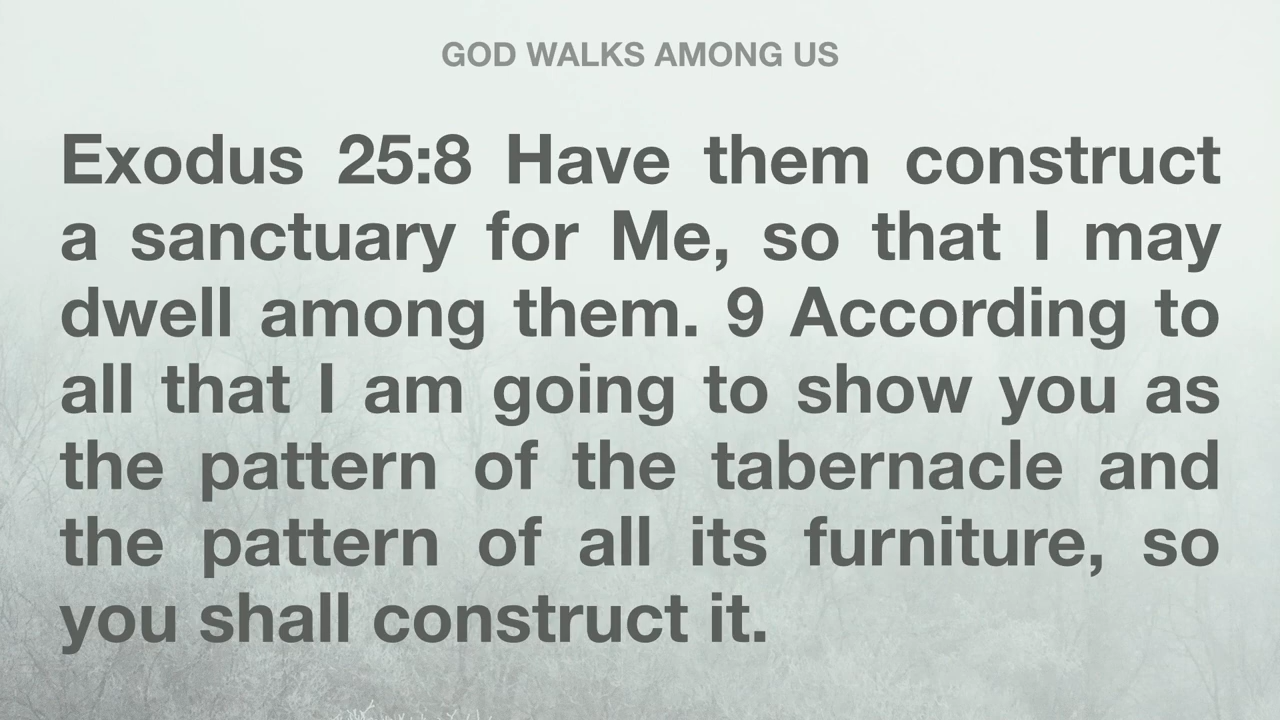 GOD WALKS AMONG US
Exodus 25:8 Have them construct
a sanctuary for Me, so that I may
dwell among them. 9 According to
all that I am going to show you as
the pattern of the tabernacle and
the pattern of all its furniture, so
you shall construct it.